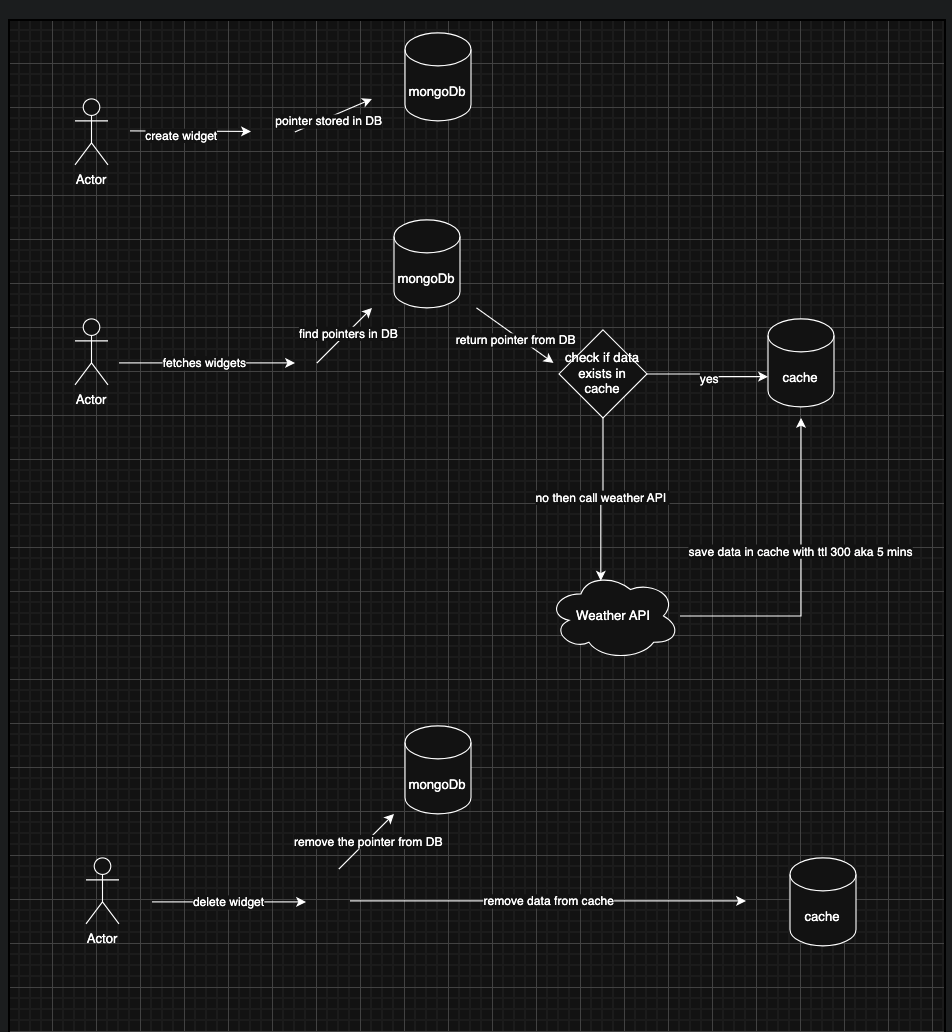 mongoDb
pointer stored in DB
create widget
Actor
mongoDb
find pointers in DB
return pointer from DB
check if data
exists in
cache
fetches widgets
yes
cache
Actor
no then call weather API
save data in cache with ttl 300 aka 5 mins
Weather API
mongoDb
remove the pointer from DB
delete widget
remove data from cache
cache
Actor